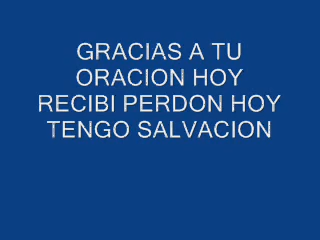 GRACIAS A TU
ORACION HOY
RECIBI PERDON HOY
TENGO SALVACION